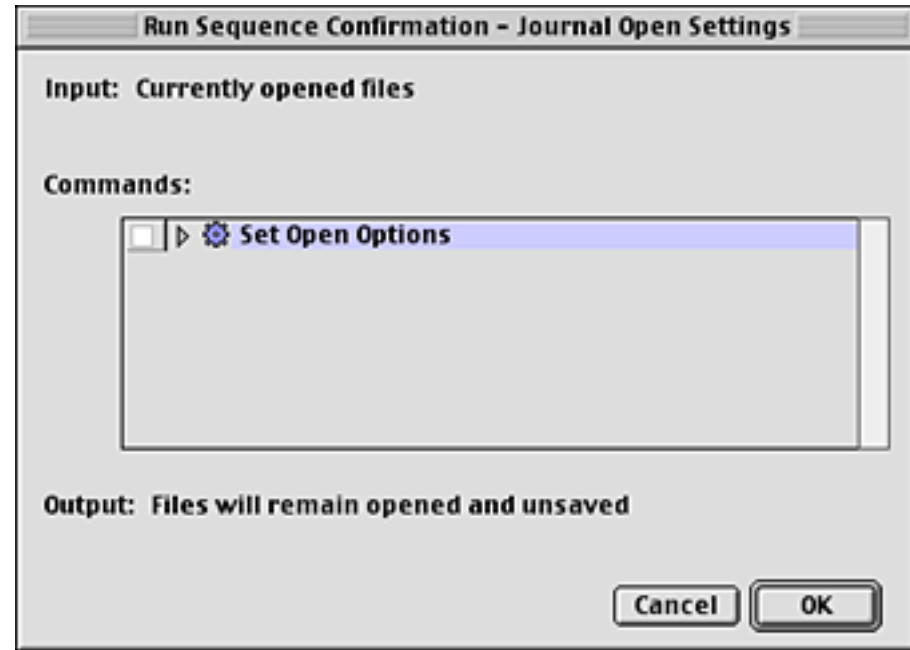 Run Sequence Confirmation – Journal Open Settings
Input: Currently opened files
Commands:
Set Open Options
Output: Files will remain opened and unsaved
Cancel OK